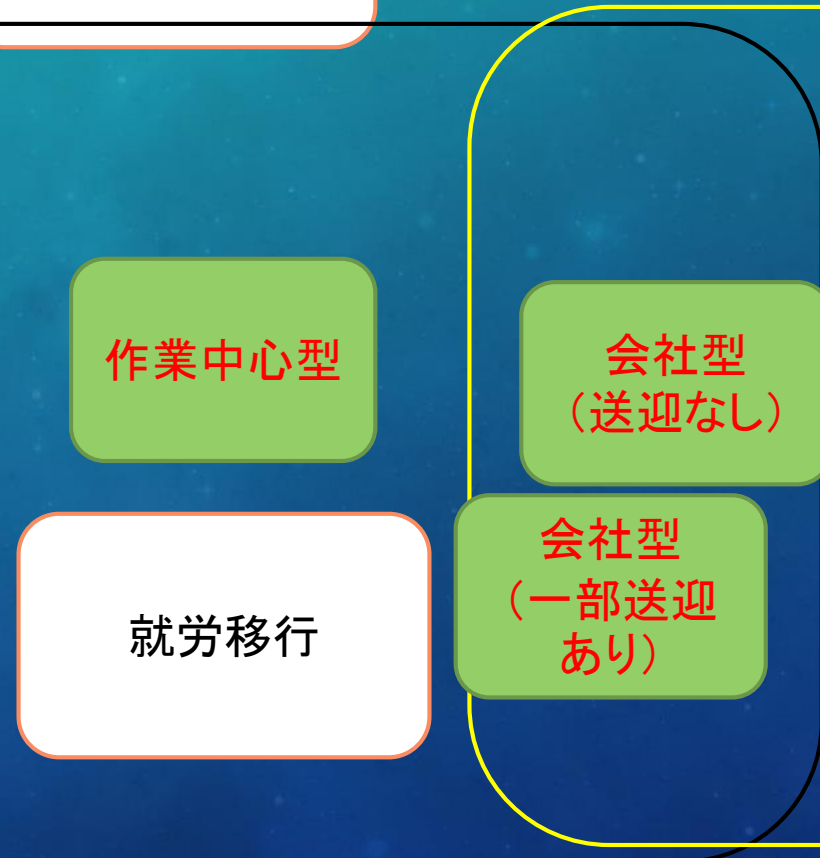 作業中心型
会社型
（送迎なし）
会社型
（一部送迎
あり）
就労移行